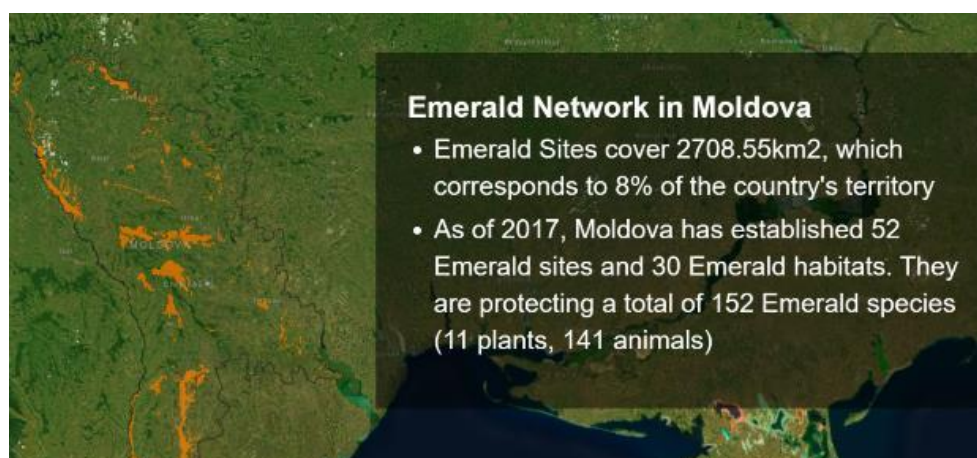 Emerald Network in Moldova
• Emerald Sites cover 2708.55km2, which
corresponds to 8% of the country's territory
• As of 2017, Moldova has established 52
Emerald sites and 30 Emerald habitats. They
are protecting a total of 152 Emerald species
(11 plants, 141 animals)
MOLDOVA